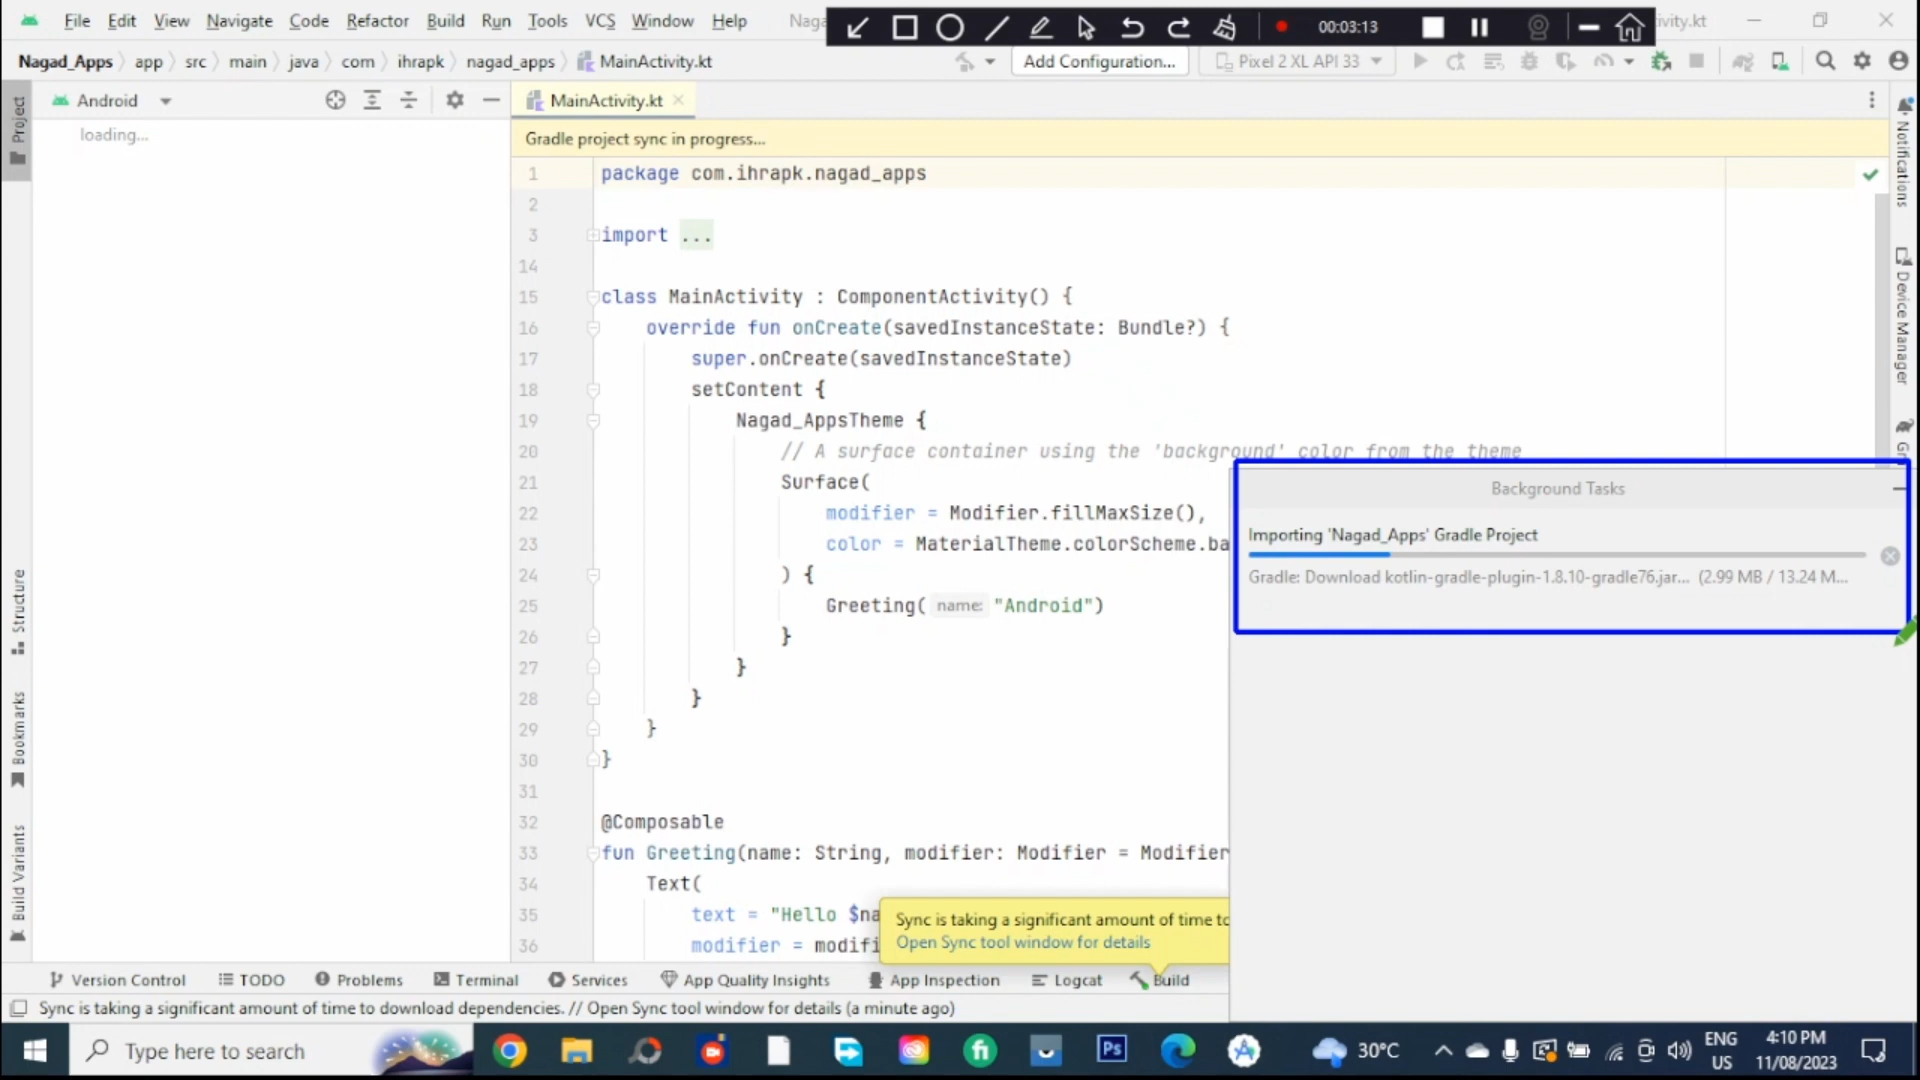 File Edit View Navigate Code Refactor Build Run Tools VCS Window Help 00:03:13
Nagad_Apps app src main java com ihrapk nagad_apps MainActivity.kt Add Configuration... Pixel 2 XL API 33
Project
Android
loading...
MainActivity.kt
Gradle project sync in progress...
1 package com.ihrapk.nagad_apps
2
3 import ...
14
15 class MainActivity : ComponentActivity() {
16 override fun onCreate(savedInstanceState: Bundle?) {
17 super.onCreate(savedInstanceState)
18 setContent {
19 Nagad_AppsTheme {
20 // A surface container using the 'background' color from the theme
21 Surface(
22 modifier = Modifier.fillMaxSize(),
23 color = MaterialTheme.colorScheme.ba
24 ) {
25 Greeting( name: "Android")
26 }
27 }
28 }
29 }
30 }
31
32 @Composable
33 fun Greeting(name: String, modifier: Modifier = Modifier
34 Text(
35 text = "Hello $na
36 modifier = modifi
Background Tasks
Importing 'Nagad_Apps' Gradle Project
Gradle: Download kotlin-gradle-plugin-1.8.10-gradle76.jar... (2.99 MB / 13.24 M...
Sync is taking a significant amount of time to
Open Sync tool window for details
Notifications
Device Manager
Structure
Bookmarks
Build Variants
Version Control TODO Problems Terminal Services App Quality Insights App Inspection Logcat Build
Sync is taking a significant amount of time to download dependencies. // Open Sync tool window for details (a minute ago)
Type here to search
Ps
30°C
ENG
US
4:10 PM
11/08/2023